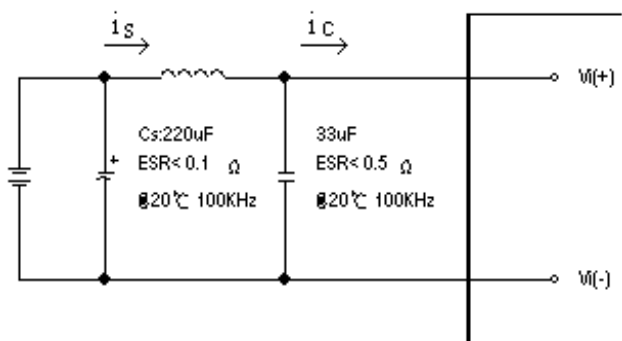 iS
iC
Vi(+)
Cs:220uF
ESR< 0.1 Ω
@20℃ 100KHz
33uF
ESR< 0.5 Ω
@20℃ 100KHz
+
Vi(-)